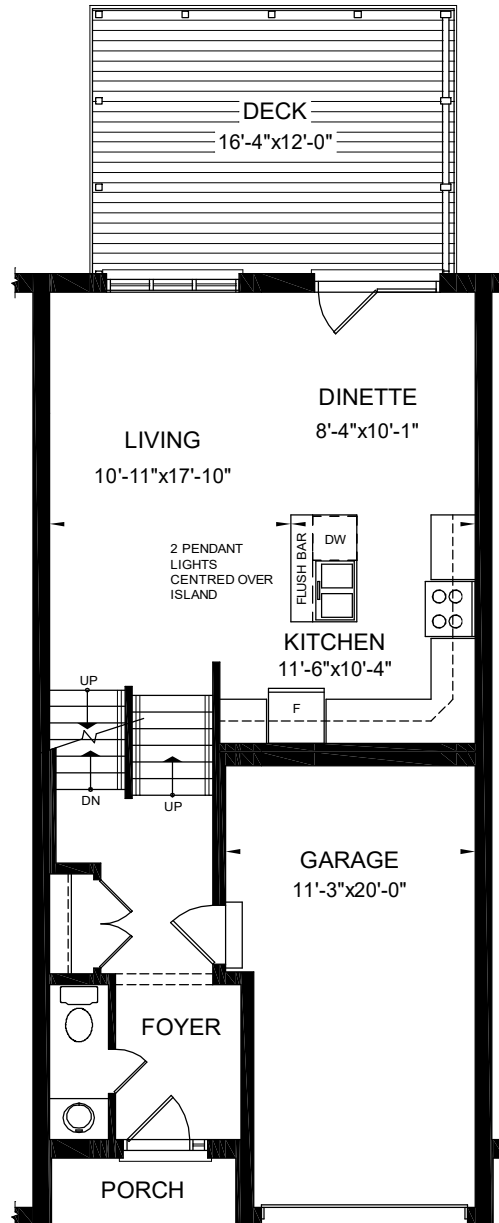 DECK
16'-4"x12'-0"
DINETTE
8'-4"x10'-1"
LIVING
10'-11"x17'-10"
2 PENDANT
LIGHTS
CENTRED OVER
ISLAND
FLUSH BAR
DW
KITCHEN
11'-6"x10'-4"
F
UP
DN
UP
GARAGE
11'-3"x20'-0"
FOYER
PORCH